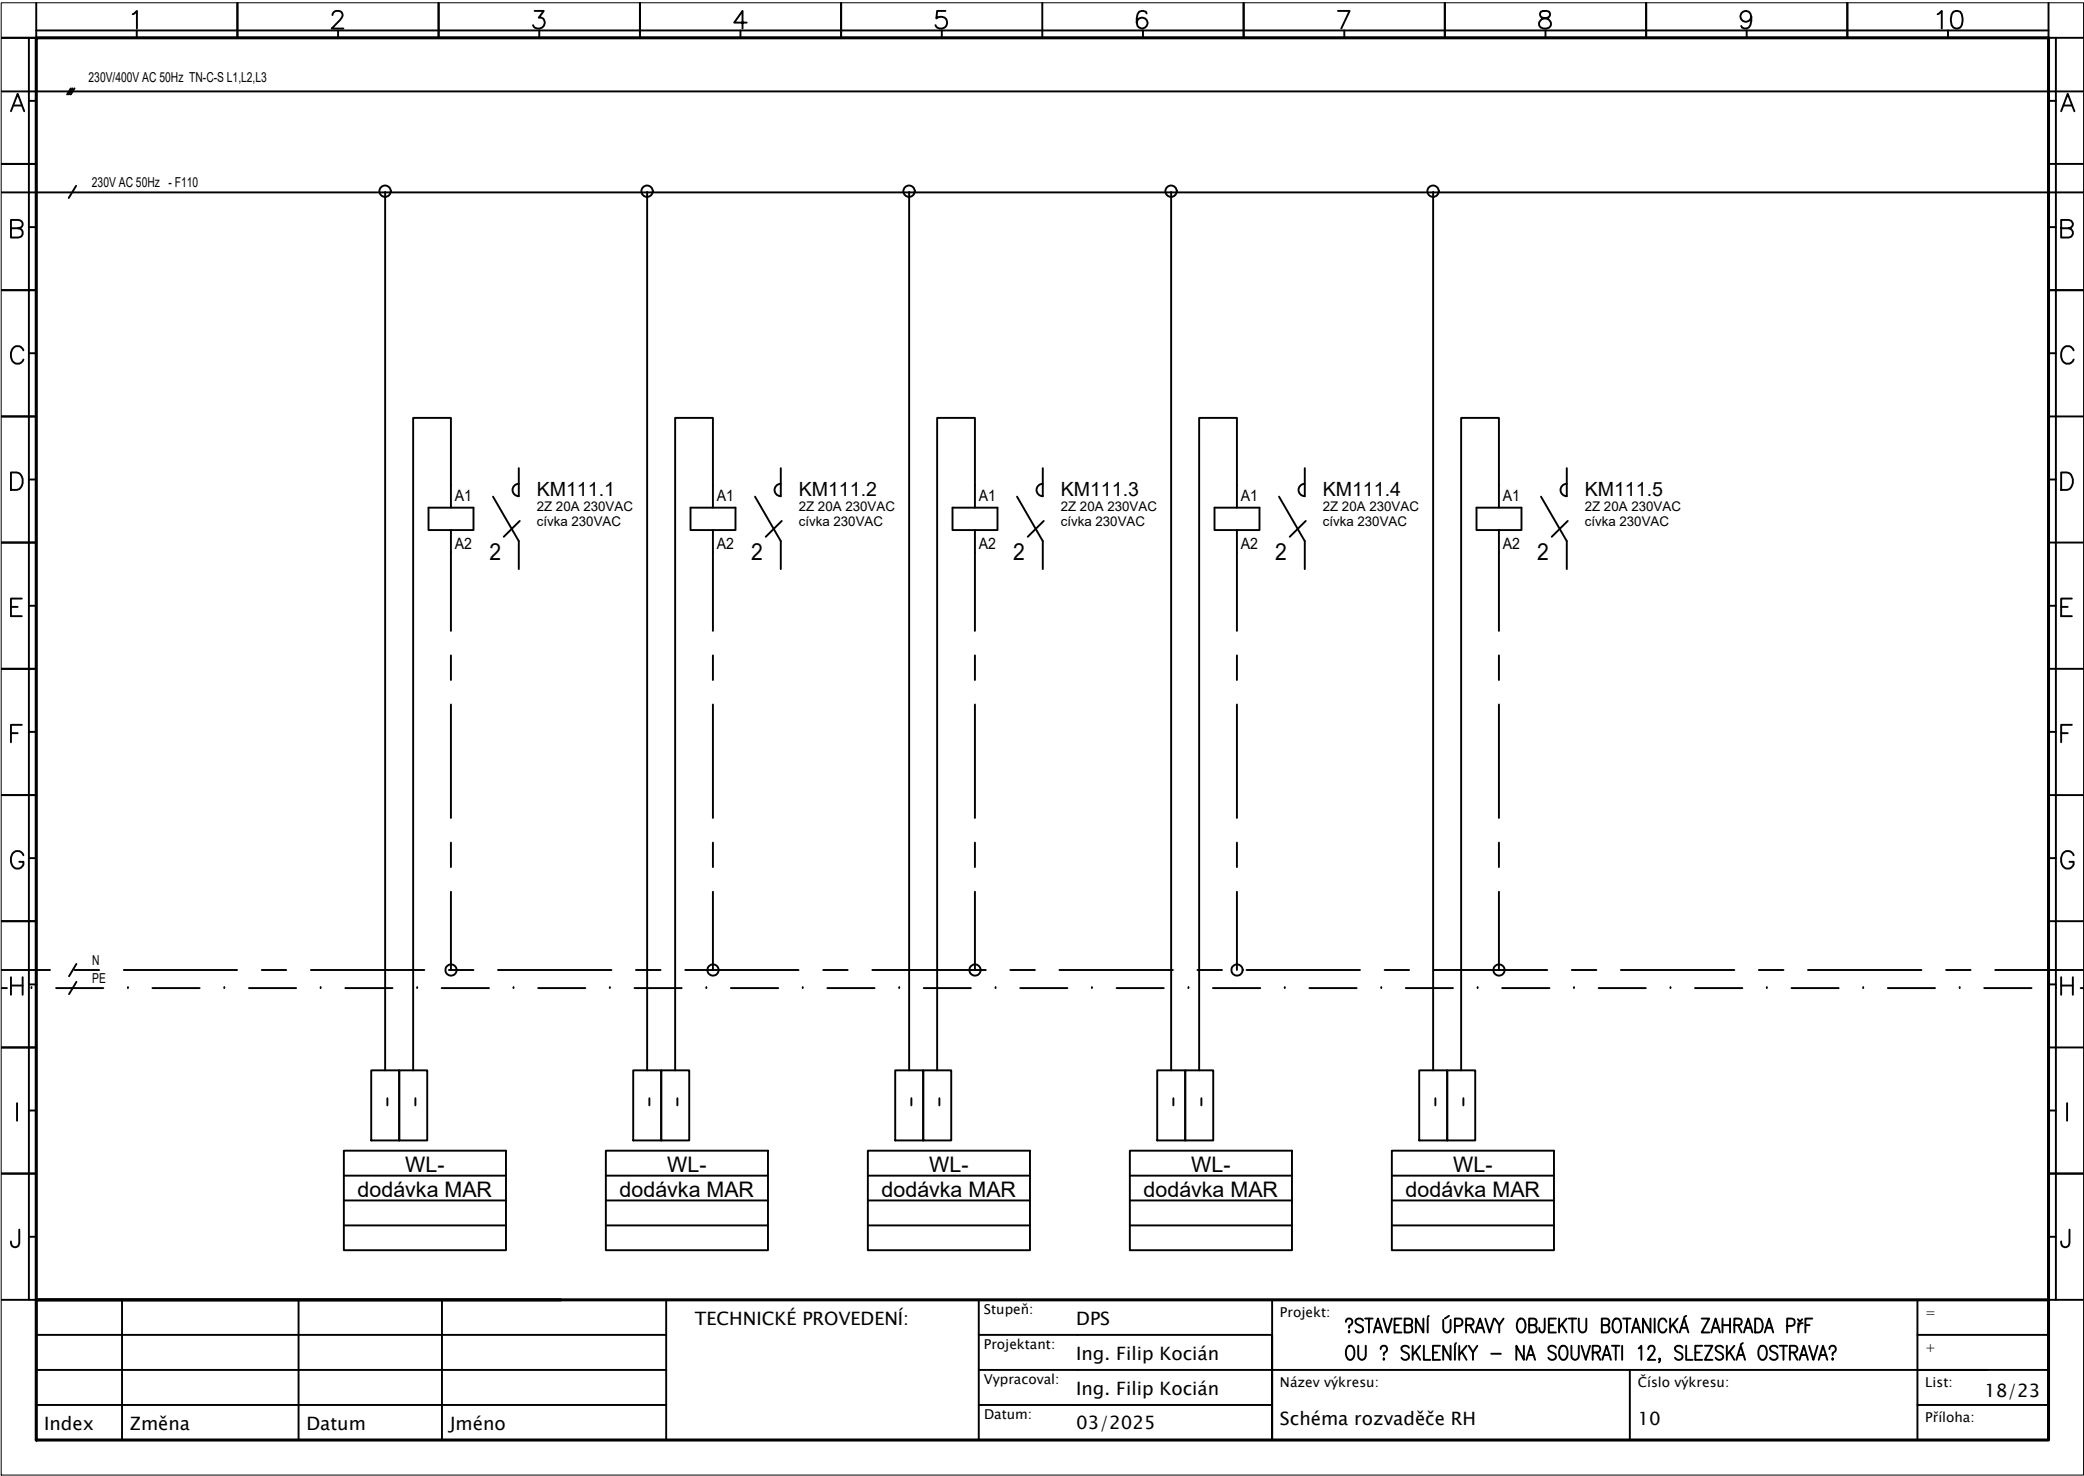 1 2 3 4 5 6 7 8 9 10
230V/400V AC 50Hz TN-C-S L1,L2,L3
A A
230V AC 50Hz - F110
B B
C C
D D
A1 KM111.1
2Z 20A 230VAC
cívka 230VAC
A2 2
A1 KM111.2
2Z 20A 230VAC
cívka 230VAC
A2 2
A1 KM111.3
2Z 20A 230VAC
cívka 230VAC
A2 2
A1 KM111.4
2Z 20A 230VAC
cívka 230VAC
A2 2
A1 KM111.5
2Z 20A 230VAC
cívka 230VAC
A2 2
E E
F F
G G
N
PE
H H
I I
WL- WL- WL- WL- WL-
dodávka MAR dodávka MAR dodávka MAR dodávka MAR dodávka MAR
J J
Index Změna Datum Jméno
TECHNICKÉ PROVEDENÍ:
Stupeň: DPS
Projektant: Ing. Filip Kocián
Vypracoval: Ing. Filip Kocián
Datum: 03/2025
Projekt: ?STAVEBNÍ ÚPRAVY OBJEKTU BOTANICKÁ ZAHRADA PřF
OU ? SKLENÍKY – NA SOUVRATI 12, SLEZSKÁ OSTRAVA?
Název výkresu:
Schéma rozvaděče RH
Číslo výkresu:
10
=
+
List: 18/23
Příloha: